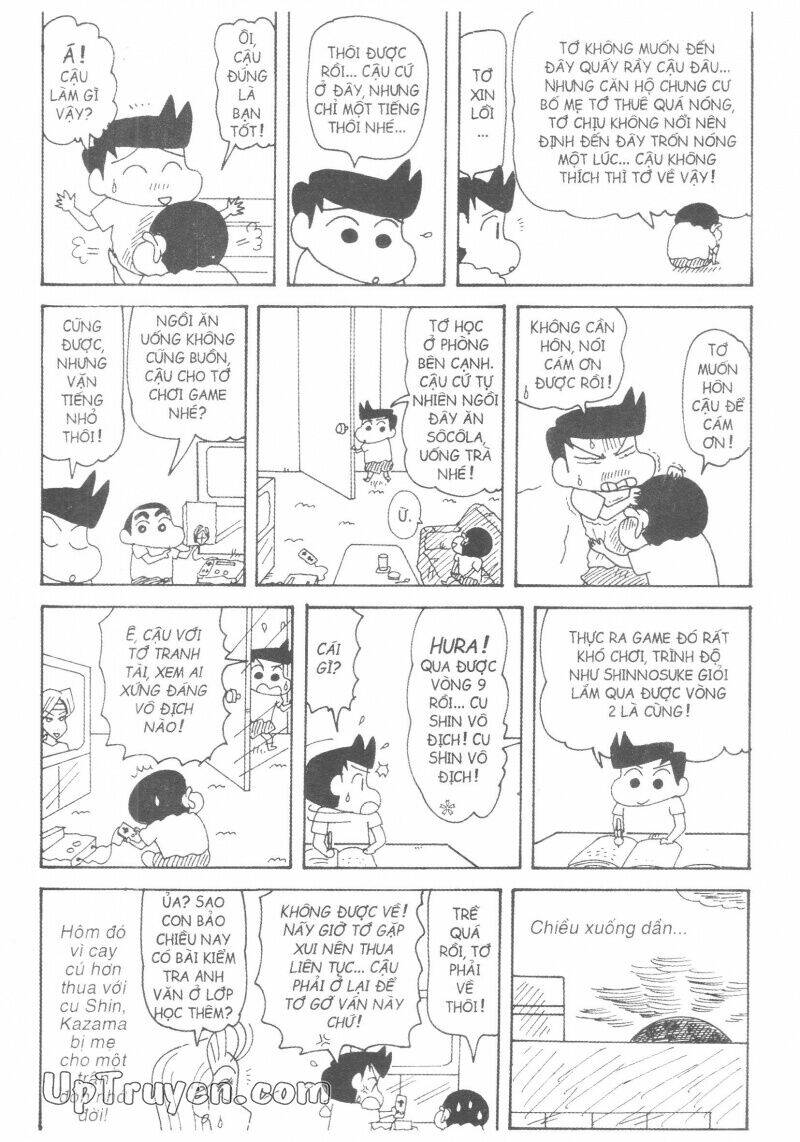 TỚ KHÔNG MUỐN ĐẾN
ĐÂY QUẤY RẦY CẬU ĐÂU...
NHƯNG CĂN HỘ CHUNG CƯ
BỐ MẸ TỚ THUÊ QUÁ NÓNG,
TỚ CHỊU KHÔNG NỔI NÊN
ĐỊNH ĐẾN ĐÂY TRỐN NÓNG
MỘT LÚC... CẬU KHÔNG
THÍCH THÌ TỚ VỀ VẬY!
TỚ
XIN
LỖI
...
THÔI ĐƯỢC
RỒI... CẬU CỨ
Ở ĐÂY, NHƯNG
CHỈ MỘT TIẾNG
THÔI NHÉ...
ÔI,
CẬU
ĐÚNG
LÀ
BẠN
TỐT!
Á!
CẬU
LÀM GÌ
VẬY?
TỚ
MUỐN
HÔN
CẬU ĐỂ
CÁM
ƠN!
KHÔNG CẦN
HÔN, NÓI
CÁM ƠN
ĐƯỢC RỒI!
TỚ HỌC
Ở PHÒNG
BÊN CẠNH.
CẬU CỨ TỰ
NHIÊN NGỒI
ĐÂY ĂN
SÔCÔLA,
UỐNG TRÀ
NHÉ!
Ừ.
NGỒI ĂN
UỐNG KHÔNG
CŨNG BUỒN,
CẬU CHO TỚ
CHƠI GAME
NHÉ?
CŨNG
ĐƯỢC,
NHƯNG
VẶN
TIẾNG
NHỎ
THÔI!
THỰC RA GAME ĐÓ RẤT
KHÓ CHƠI, TRÌNH ĐỘ
NHƯ SHINNOSUKE GIỎI
LẮM QUA ĐƯỢC VÒNG
2 LÀ CÙNG!
HURA!
QUA ĐƯỢC
VÒNG 9
RỒI... CU
SHIN VÔ
ĐỊCH! CU
SHIN VÔ
ĐỊCH!
CÁI
GÌ?
Ê, CẬU VỚI
TỚ TRANH
TÀI, XEM AI
XỨNG ĐÁNG
VÔ ĐỊCH
NÀO!
Chiều xuống dần...
TRỄ
QUÁ
RỒI, TỚ
PHẢI
VỀ
THÔI!
KHÔNG ĐƯỢC VỀ!
NÃY GIỜ TỚ GẶP
XUI NÊN THUA
LIÊN TỤC... CẬU
PHẢI Ở LẠI ĐỂ
TỚ GỠ VÁN NÀY
CHỨ!
ỦA? SAO
CON BẢO
CHIỀU NAY
CÓ BÀI KIỂM
TRA ANH
VĂN Ở LỚP
HỌC THÊM?
Hôm đó
vì cay
cú hơn
thua với
cu Shin,
Kazama
bị mẹ
cho một
trận
đòn nhớ
đời!
UpTruyen.com